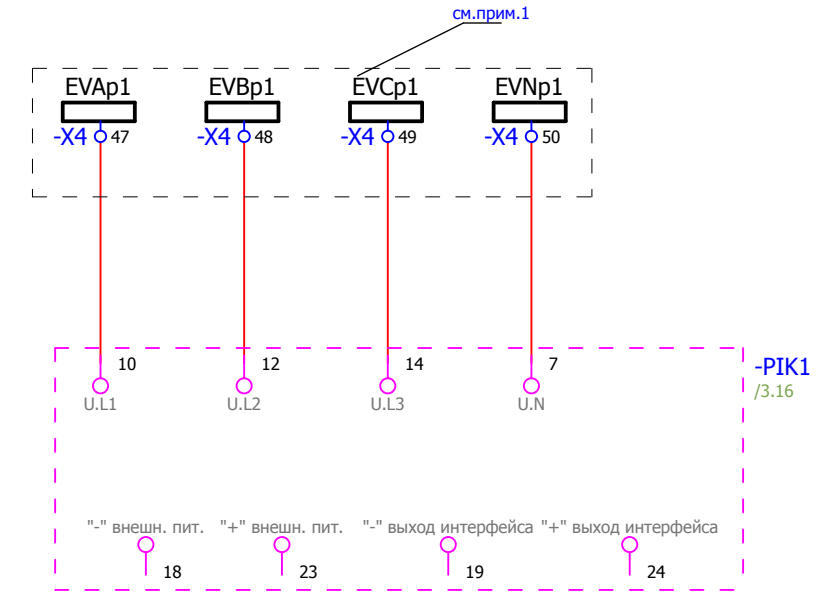 см.прим.1
EVAp1 EVBp1 EVCp1 EVNp1
-X4 47 -X4 48 -X4 49 -X4 50
10 12 14 7 -PIK1
/3.16
U.L1 U.L2 U.L3 U.N
"-" внешн. пит. "+" внешн. пит. "-" выход интерфейса "+" выход интерфейса
18 23 19 24